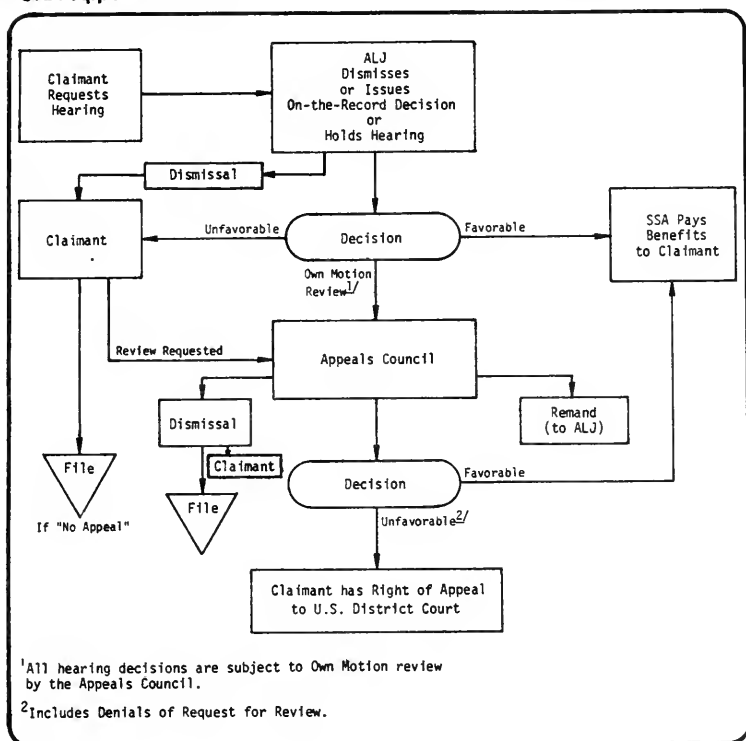 Claimant
Requests
Hearing
ALJ
Dismisses
or Issues
On-the-Record Decision
or
Holds Hearing
Dismissal
Claimant
Unfavorable
Decision
Favorable
SSA Pays
Benefits
to Claimant
Own Motion
Review1/
Review Requested
Appeals Council
Dismissal
Remand
(to ALJ)
Claimant
File
If "No Appeal"
File
Decision
Favorable
Unfavorable2/
Claimant has Right of Appeal
to U.S. District Court
1All hearing decisions are subject to Own Motion review
by the Appeals Council.
2Includes Denials of Request for Review.